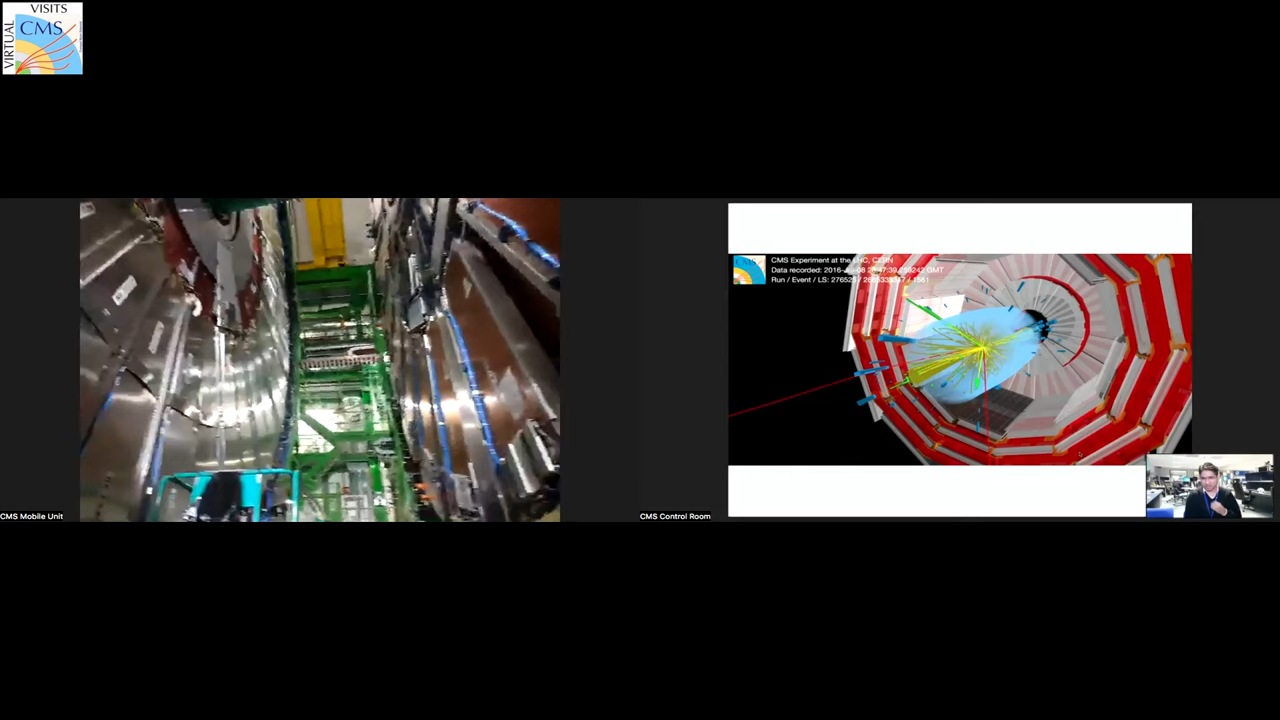 VISITS
CMS
VIRTUAL
CMS Experiment at the LHC, CERN
Data recorded: 2016
GMT
Run / Event / LS:
CMS Mobile Unit
CMS Control Room